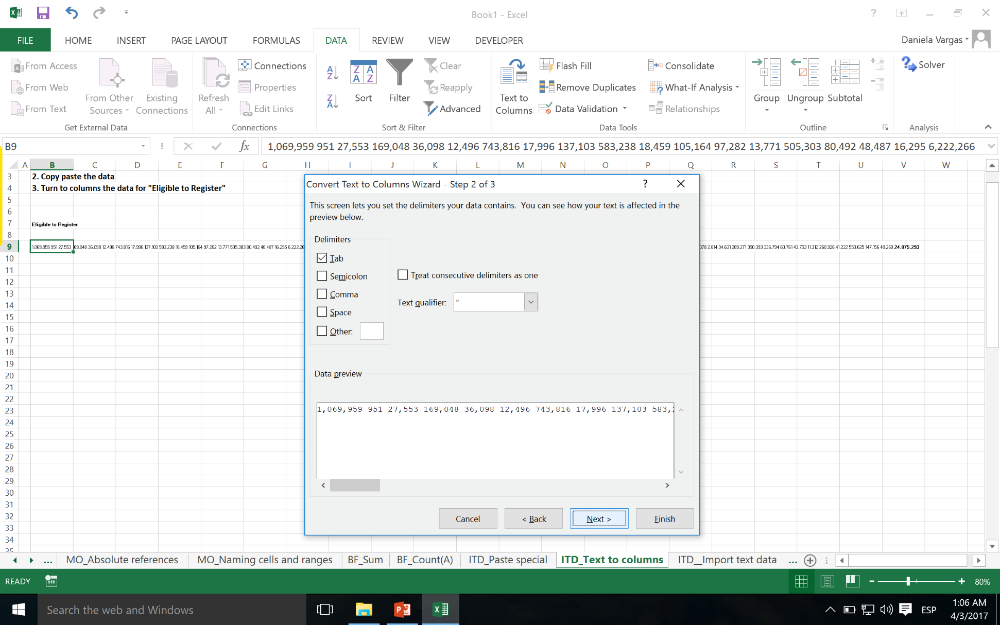 Book1 - Excel
?
FILE HOME INSERT PAGE LAYOUT FORMULAS DATA REVIEW VIEW DEVELOPER
Daniela Vargas
From Access
From Web
From Text
From Other Sources
Existing Connections
Get External Data
Refresh All
Connections
Properties
Edit Links
Connections
Sort
Filter
Clear
Reapply
Advanced
Sort & Filter
Text to Columns
Flash Fill
Remove Duplicates
Data Validation
Consolidate
What-If Analysis
Relationships
Data Tools
Group
Ungroup
Subtotal
Outline
Solver
Analysis
B9
fx
1,069,959 951 27,553 169,048 36,098 12,496 743,816 17,996 137,103 583,238 18,459 105,164 97,282 13,771 505,303 80,492 48,487 16,295 6,222,266
A B C D E F G H I J K L M N O P Q R S T U V W
3 2. Copy paste the data
4 3. Turn to columns the data for "Eligible to Register"
5
6
7 Eligible to Register
8
9 1,069,959 951 27,553 69,048 36,098 12,496 743,816 17,996 137,103 583,238 18,459 105,164 97,282 13,771 505,303 80,492 48,487 16,295 6,222,26 078 2,614 34,631 289,271 350,393 336,794 60,761 43,753 11,312 260,926 41,222 550,625 147,156 48,269 24,875,293
10
11
12
13
14
15
16
17
18
19
20
21
22
23
24
25
26
27
28
29
30
31
32
33
34
35
Convert Text to Columns Wizard - Step 2 of 3
?
This screen lets you set the delimiters your data contains. You can see how your text is affected in the
preview below.
Delimiters
Tab
Semicolon
Comma
Space
Other:
Treat consecutive delimiters as one
Text qualifier: "
Data preview
1,069,959 951 27,553 169,048 36,098 12,496 743,816 17,996 137,103 583,2
Cancel < Back Next > Finish
... MO_Absolute references MO_Naming cells and ranges BF_Sum BF_Count(A) ITD_Paste special ITD_Text to columns ITD__Import text data ...
READY
80%
Search the web and Windows
ESP
1:06 AM
4/3/2017